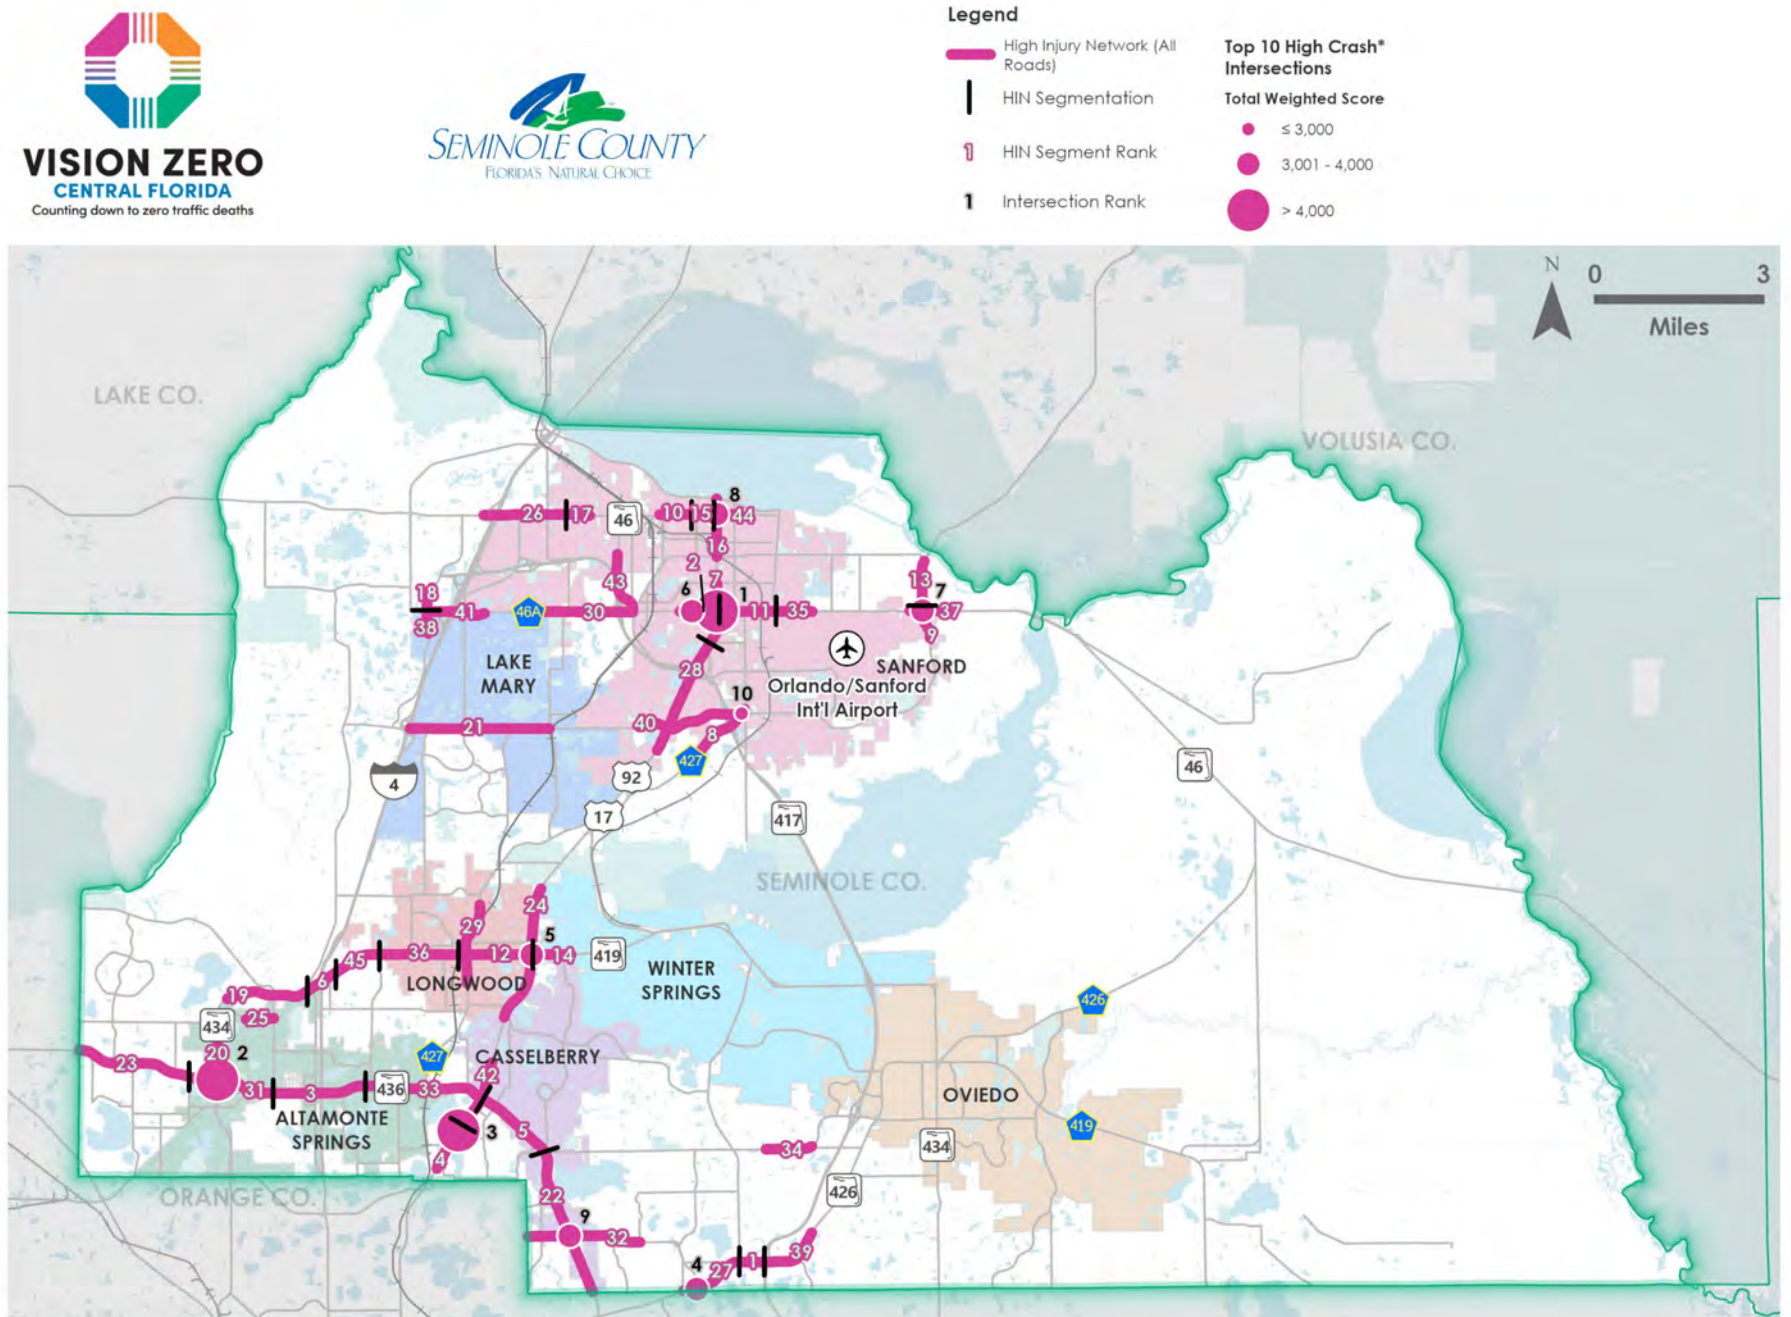 VISION ZERO
CENTRAL FLORIDA
Counting down to zero traffic deaths
SEMINOLE COUNTY
FLORIDA'S NATURAL CHOICE
Legend
High Injury Network (All
Roads)
HIN Segmentation
1 HIN Segment Rank
1 Intersection Rank
Top 10 High Crash*
Intersections
Total Weighted Score
≤ 3,000
3,001 - 4,000
> 4,000
N
0 3
Miles
LAKE CO.
VOLUSIA CO.
8
26 17 46 10 15 44
16
2
43 6 7 1 13 7
18
41 46A 30 11 35 37
38 9
LAKE
MARY
28
SANFORD
10
Orlando/Sanford
Int'l Airport
21 40 8
427
4 92
46
17 417
SEMINOLE CO.
24
29 5
45 36 12 14 419
LONGWOOD
WINTER
SPRINGS
6
19
25
434
426
20 2
23
427
CASSELBERRY
42
31 3 436 33
OVIEDO
ALTAMONTE
SPRINGS
5 3
4
419
434
34
426
ORANGE CO.
22
9
32
4 27 1 39